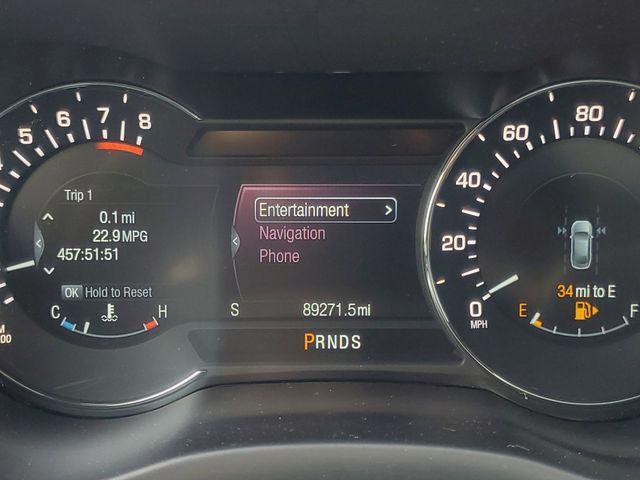 5 6 7 8
Trip 1
0.1 mi
22.9 MPG
457:51:51
OK Hold to Reset
C H
Entertainment >
Navigation
Phone
S 89271.5 mi
PRNDS
0 20 40 60 80
MPH
34 mi to E
E F